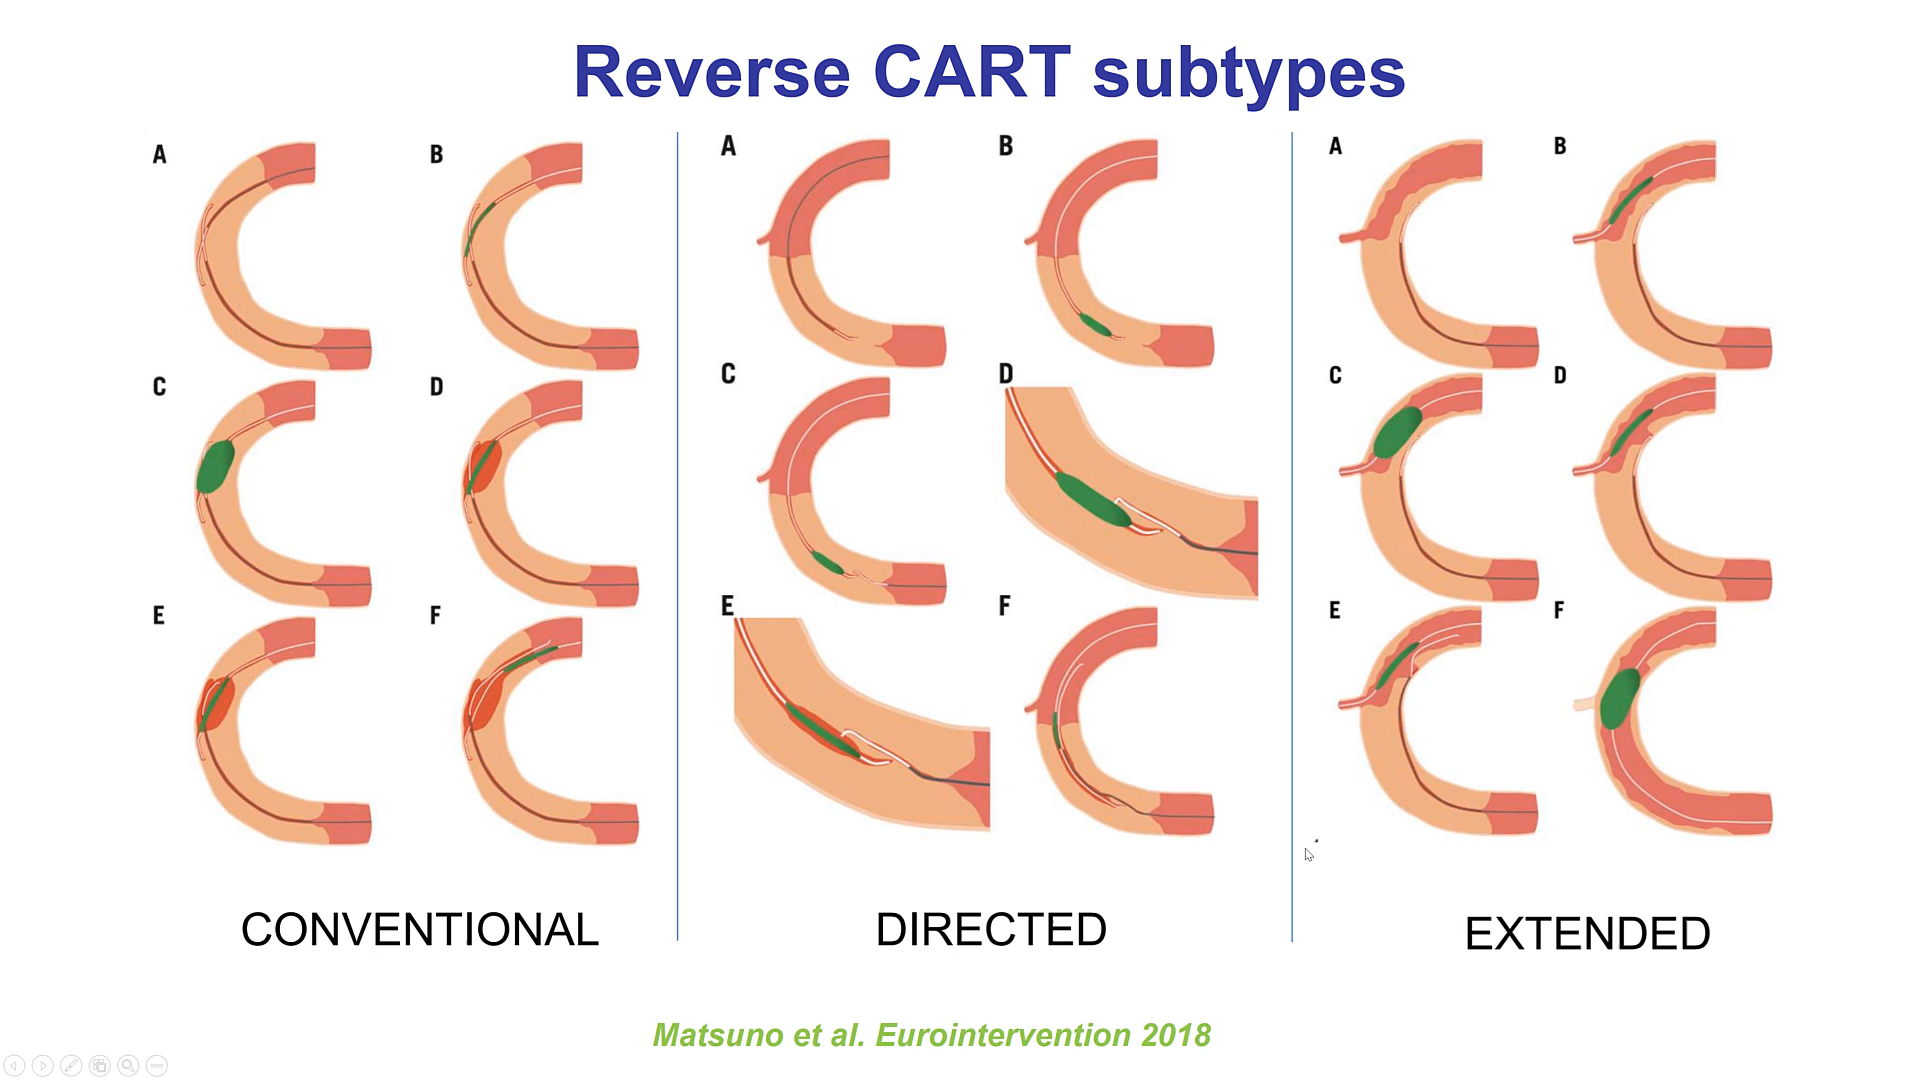 Reverse CART subtypes
A
B
C
D
E
F
CONVENTIONAL
A
B
C
D
E
F
DIRECTED
A
B
C
D
E
F
EXTENDED
Matsuno et al. Eurointervention 2018